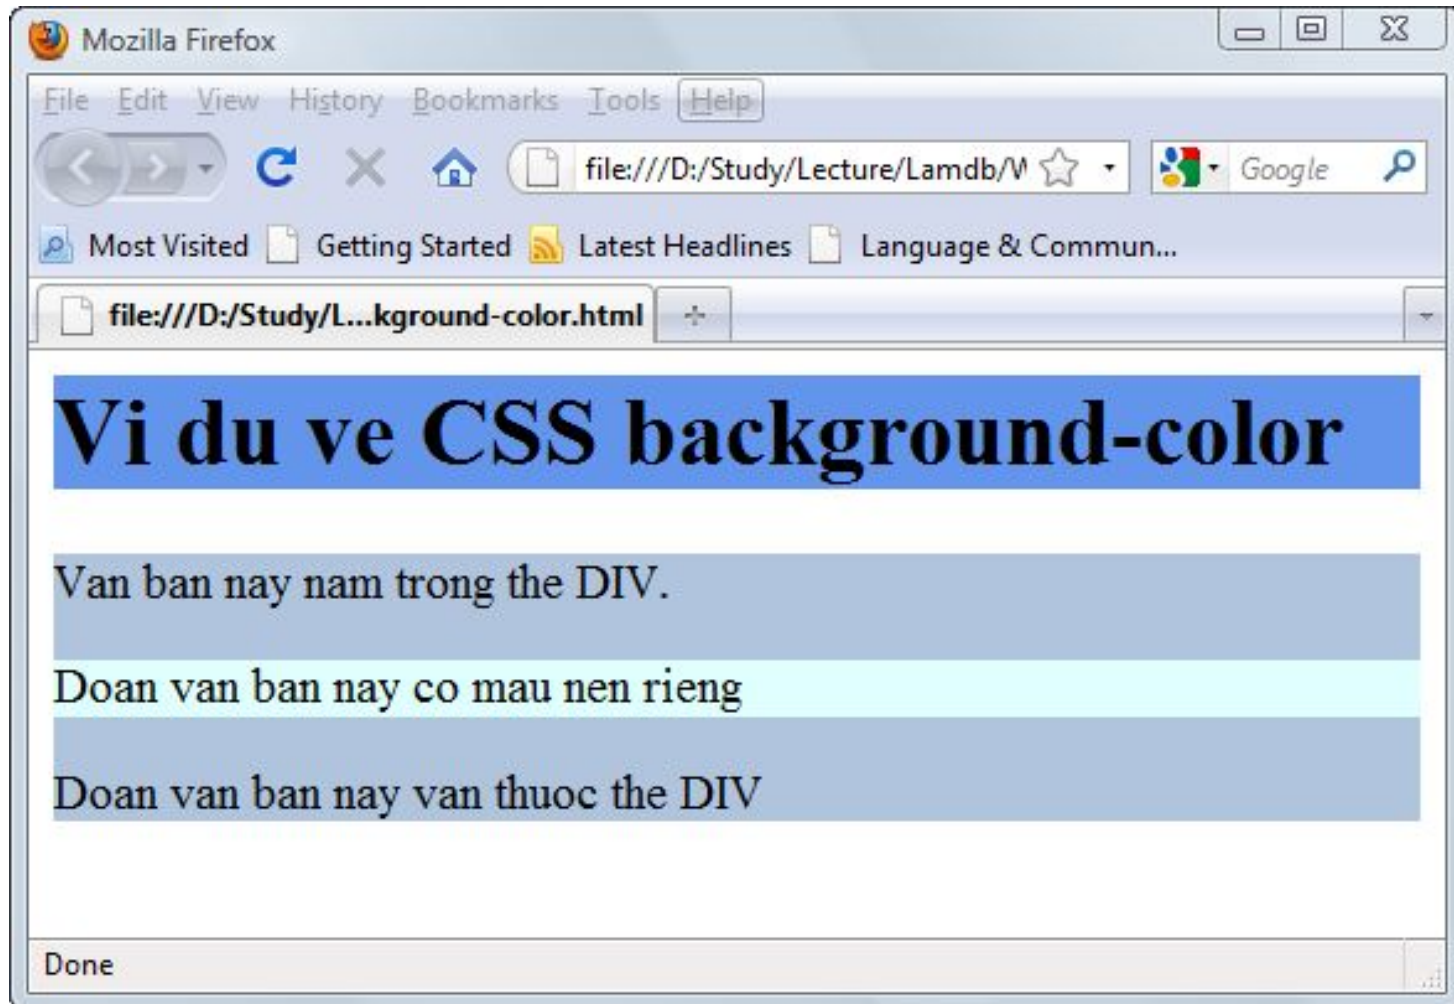 Mozilla Firefox
File Edit View History Bookmarks Tools Help
file:///D:/Study/Lecture/Lamdb/W Google
Most Visited Getting Started Latest Headlines Language & Commun...
file:///D:/Study/L...kground-color.html
Vi du ve CSS background-color
Van ban nay nam trong the DIV.
Doan van ban nay co mau nen rieng
Doan van ban nay van thuoc the DIV
Done